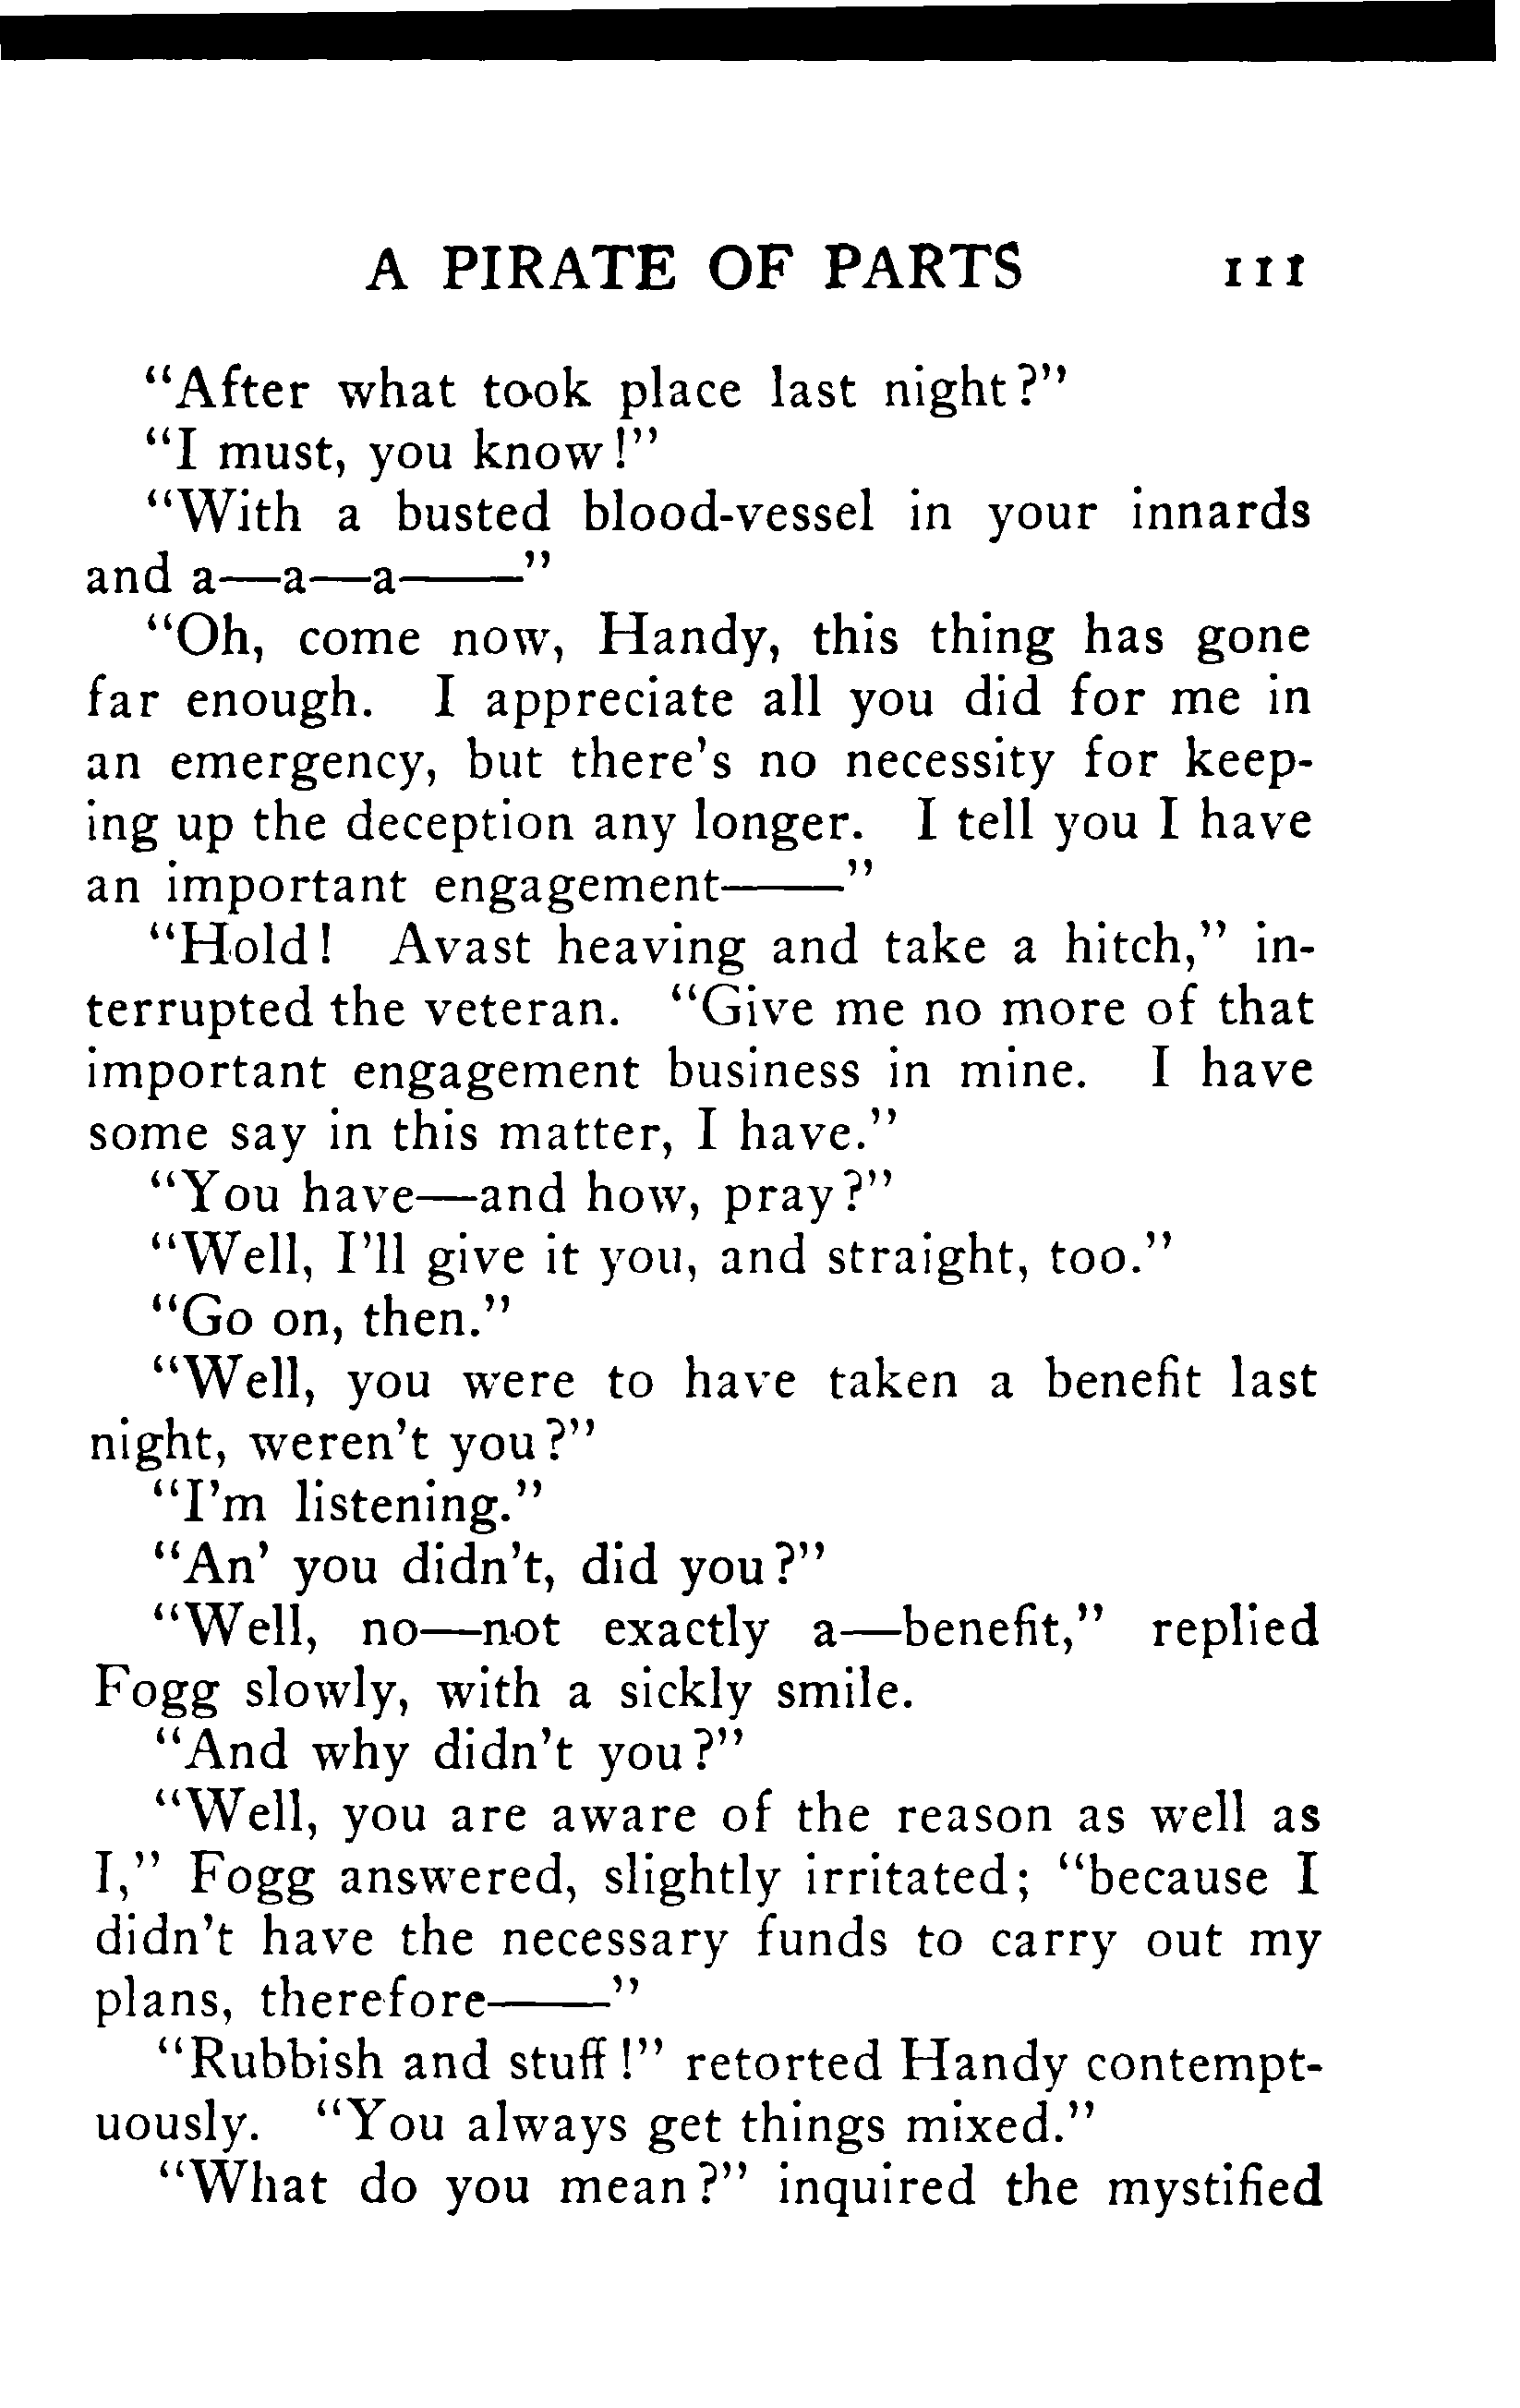 A PIRATE OF PARTS 111
"After what took place last night?"
"I must, you know!"
"With a busted blood-vessel in your innards
and a—a—a——"
"Oh, come now, Handy, this thing has gone
far enough. I appreciate all you did for me in
an emergency, but there's no necessity for keep-
ing up the deception any longer. I tell you I have
an important engagement——"
"Hold! Avast heaving and take a hitch," in-
terrupted the veteran. "Give me no more of that
important engagement business in mine. I have
some say in this matter, I have."
"You have—and how, pray?"
"Well, I'll give it you, and straight, too."
"Go on, then."
"Well, you were to have taken a benefit last
night, weren't you?"
"I'm listening."
"An' you didn't, did you?"
"Well, no—not exactly a—benefit," replied
Fogg slowly, with a sickly smile.
"And why didn't you?"
"Well, you are aware of the reason as well as
I," Fogg answered, slightly irritated; "because I
didn't have the necessary funds to carry out my
plans, therefore——"
"Rubbish and stuff!" retorted Handy contempt-
uously. "You always get things mixed."
"What do you mean?" inquired the mystified